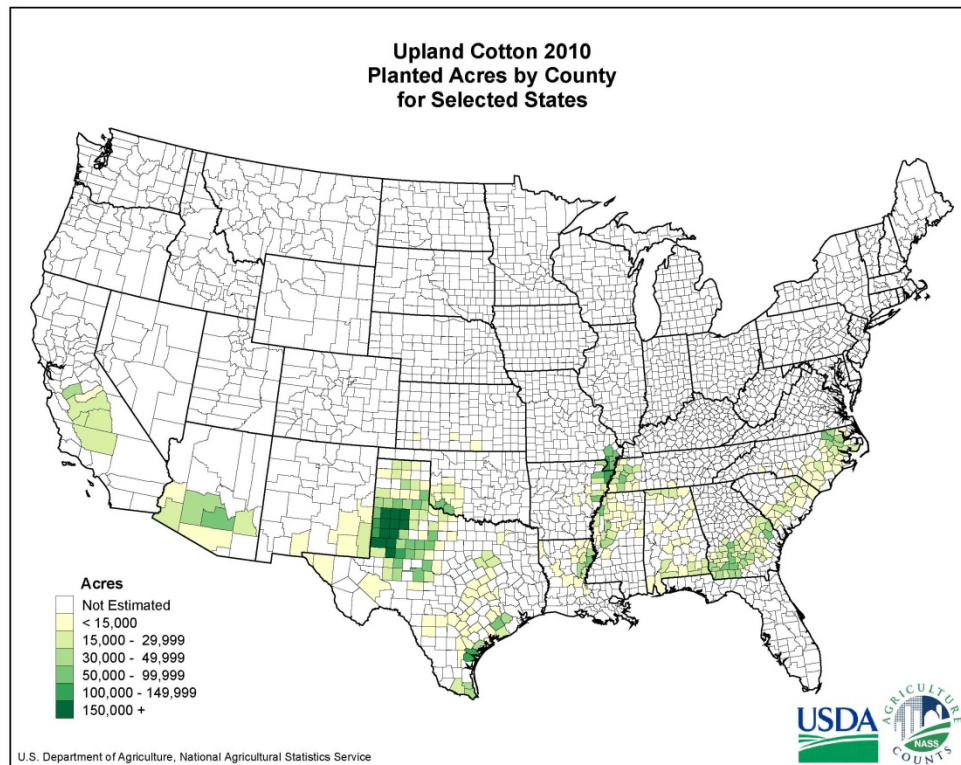 Upland Cotton 2010
Planted Acres by County
for Selected States
Acres
Not Estimated
< 15,000
15,000 - 29,999
30,000 - 49,999
50,000 - 99,999
100,000 - 149,999
150,000 +
U.S. Department of Agriculture, National Agricultural Statistics Service
USDA
AGRICULTURE
NASS
COUNTS